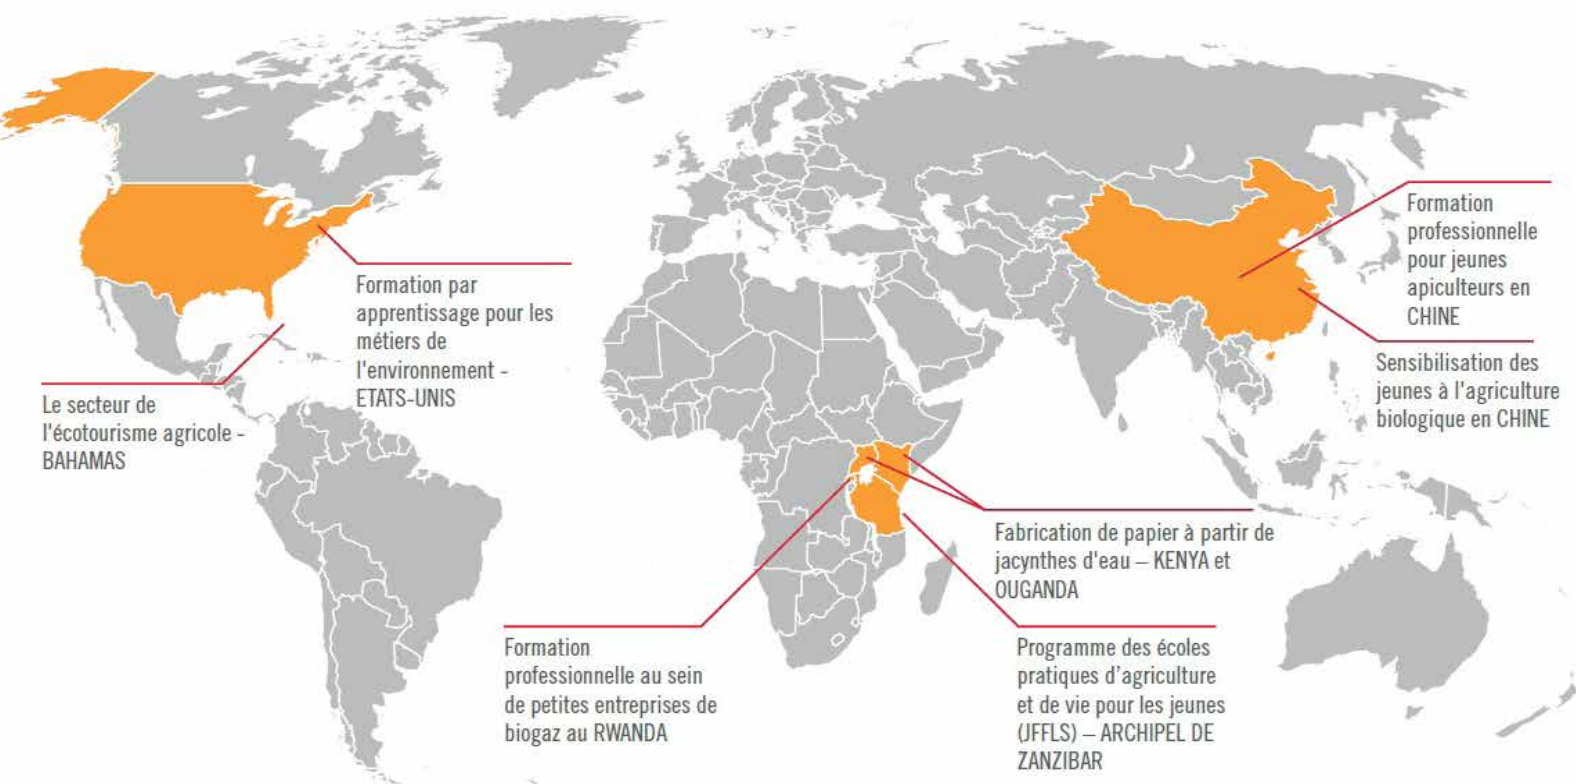 Formation par
apprentissage pour les
métiers de
l'environnement -
ETATS-UNIS
Le secteur de
l'écotourisme agricole -
BAHAMAS
Formation
professionnelle
pour jeunes
apiculteurs en
CHINE
Sensibilisation des
jeunes à l'agriculture
biologique en CHINE
Fabrication de papier à partir de
jacynthes d'eau – KENYA et
OUGANDA
Formation
professionnelle au sein
de petites entreprises de
biogaz au RWANDA
Programme des écoles
pratiques d'agriculture
et de vie pour les jeunes
(JFFLS) – ARCHIPEL DE
ZANZIBAR